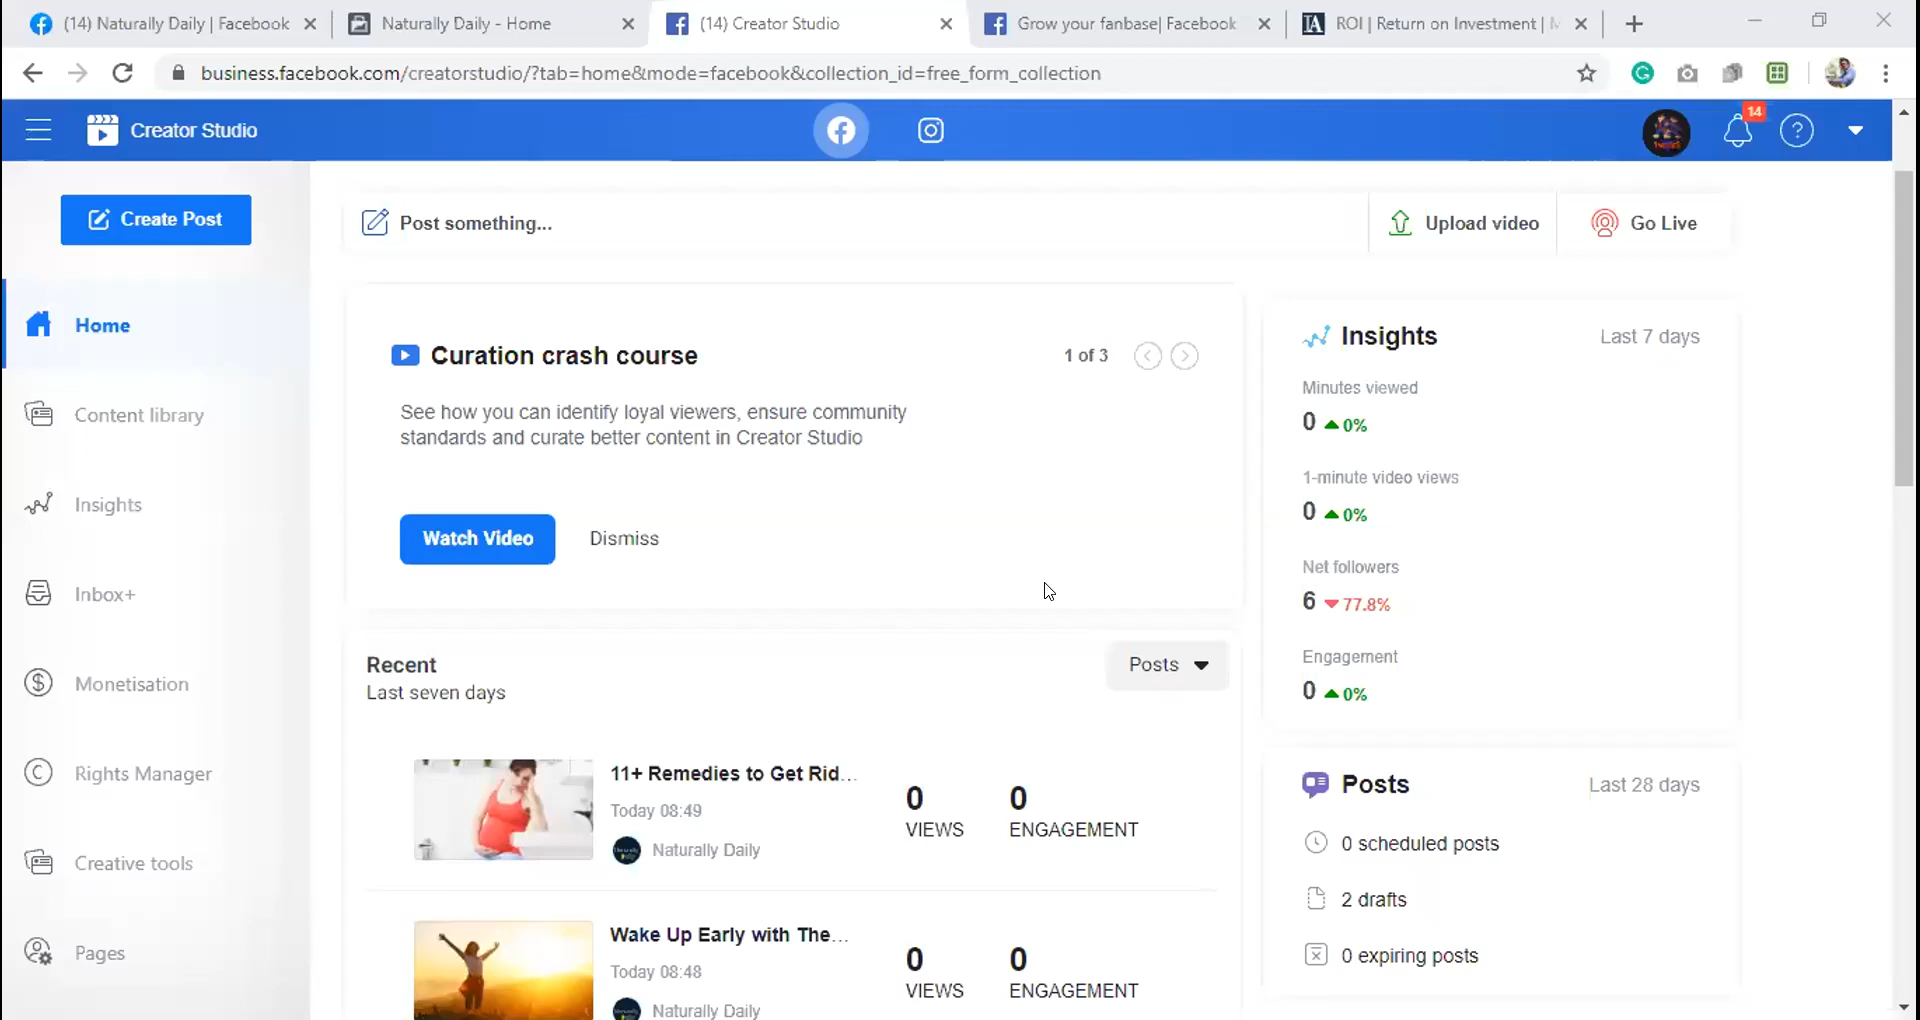 (14) Naturally Daily | Facebook
Naturally Daily - Home
(14) Creator Studio
Grow your fanbase| Facebook
ROI | Return on Investment |
business.facebook.com/creatorstudio/?tab=home&mode=facebook&collection_id=free_form_collection
Creator Studio
14
Create Post
Post something...
Upload video
Go Live
Home
Content library
Insights
Inbox+
Monetisation
Rights Manager
Creative tools
Pages
Curation crash course
1 of 3
See how you can identify loyal viewers, ensure community
standards and curate better content in Creator Studio
Watch Video
Dismiss
Recent
Last seven days
Posts
11+ Remedies to Get Rid...
Today 08:49
Naturally Daily
0
VIEWS
0
ENGAGEMENT
Wake Up Early with The...
Today 08:48
Naturally Daily
0
VIEWS
0
ENGAGEMENT
Insights
Last 7 days
Minutes viewed
0 0%
1-minute video views
0 0%
Net followers
6 77.8%
Engagement
0 0%
Posts
Last 28 days
0 scheduled posts
2 drafts
0 expiring posts